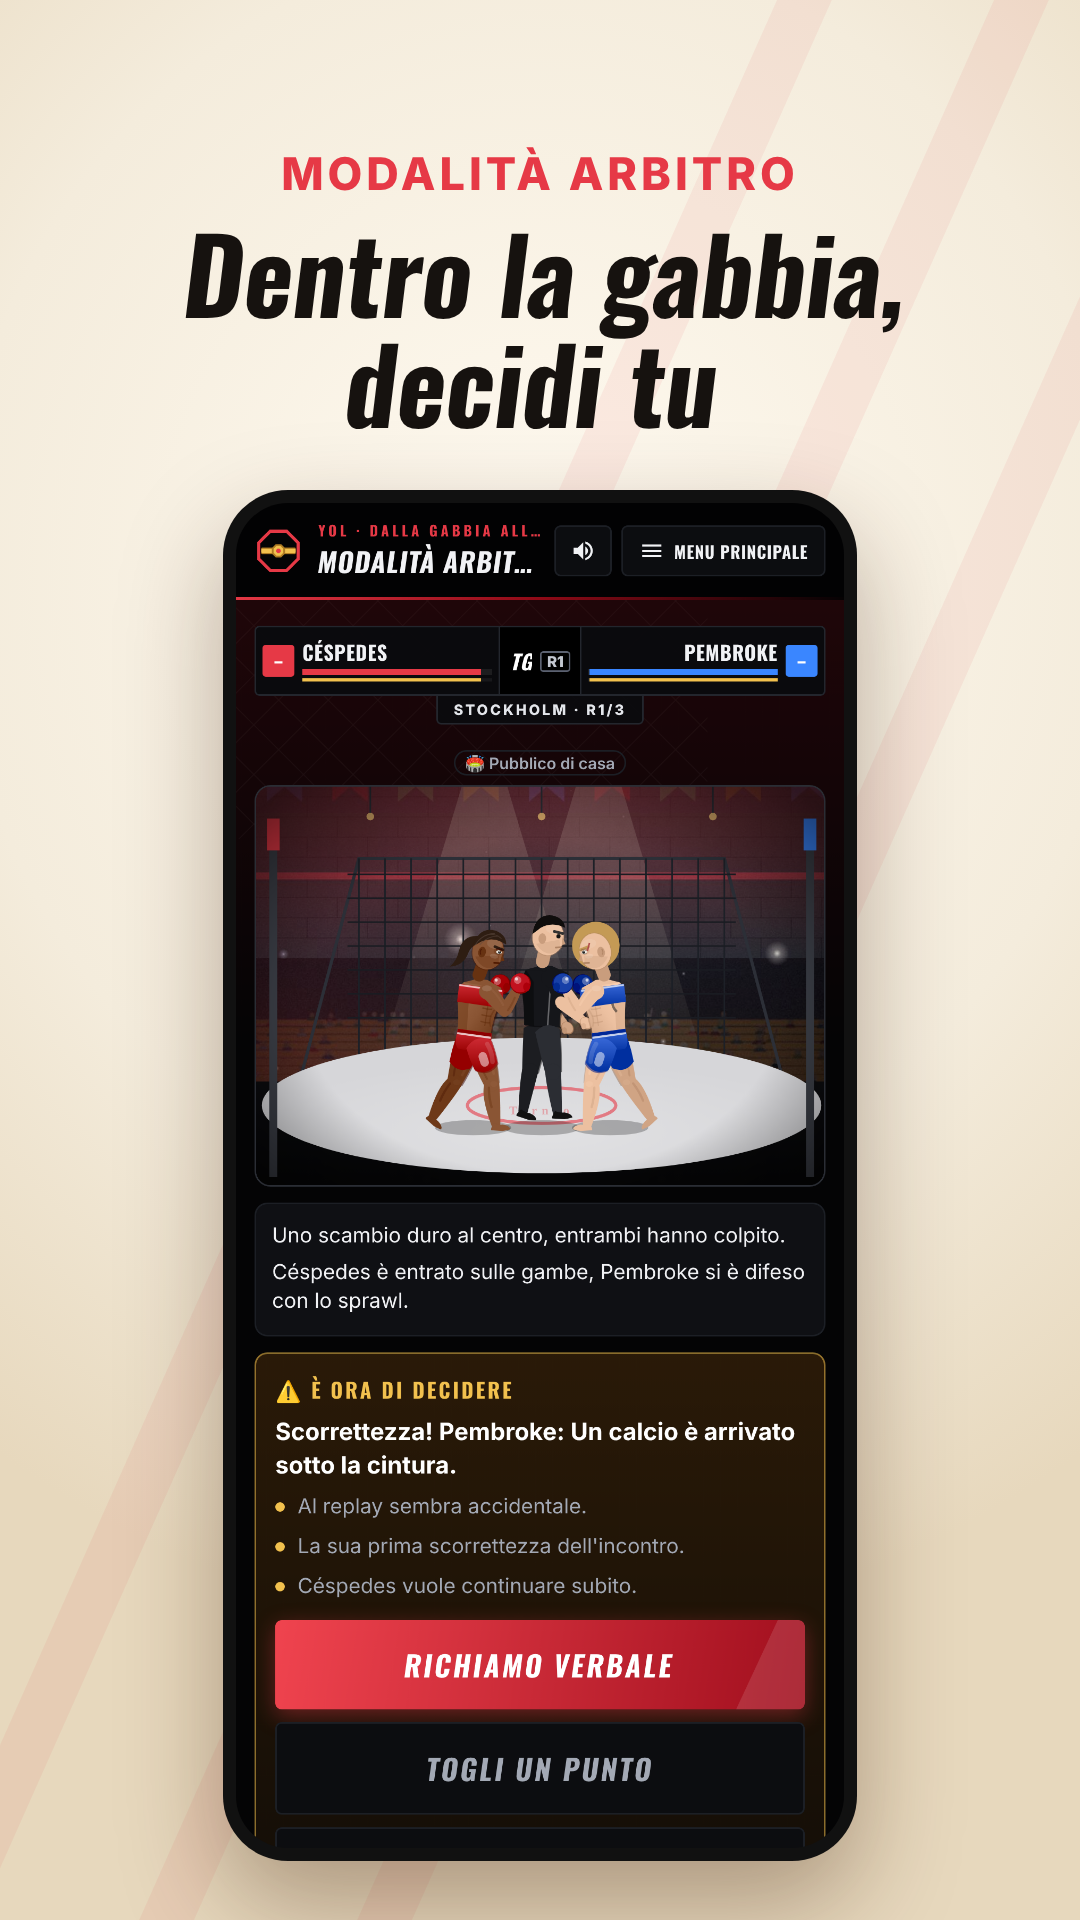 MODALITÀ ARBITRO
Dentro la gabbia,
decidi tu
YOL · DALLA GABBIA ALL…
MODALITÀ ARBIT…
MENU PRINCIPALE
– CÉSPEDES
TG R1
PEMBROKE –
STOCKHOLM · R1/3
Pubblico di casa
Uno scambio duro al centro, entrambi hanno colpito.
Céspedes è entrato sulle gambe, Pembroke si è difeso
con lo sprawl.
È ORA DI DECIDERE
Scorrettezza! Pembroke: Un calcio è arrivato
sotto la cintura.
Al replay sembra accidentale.
La sua prima scorrettezza dell'incontro.
Céspedes vuole continuare subito.
RICHIAMO VERBALE
TOGLI UN PUNTO